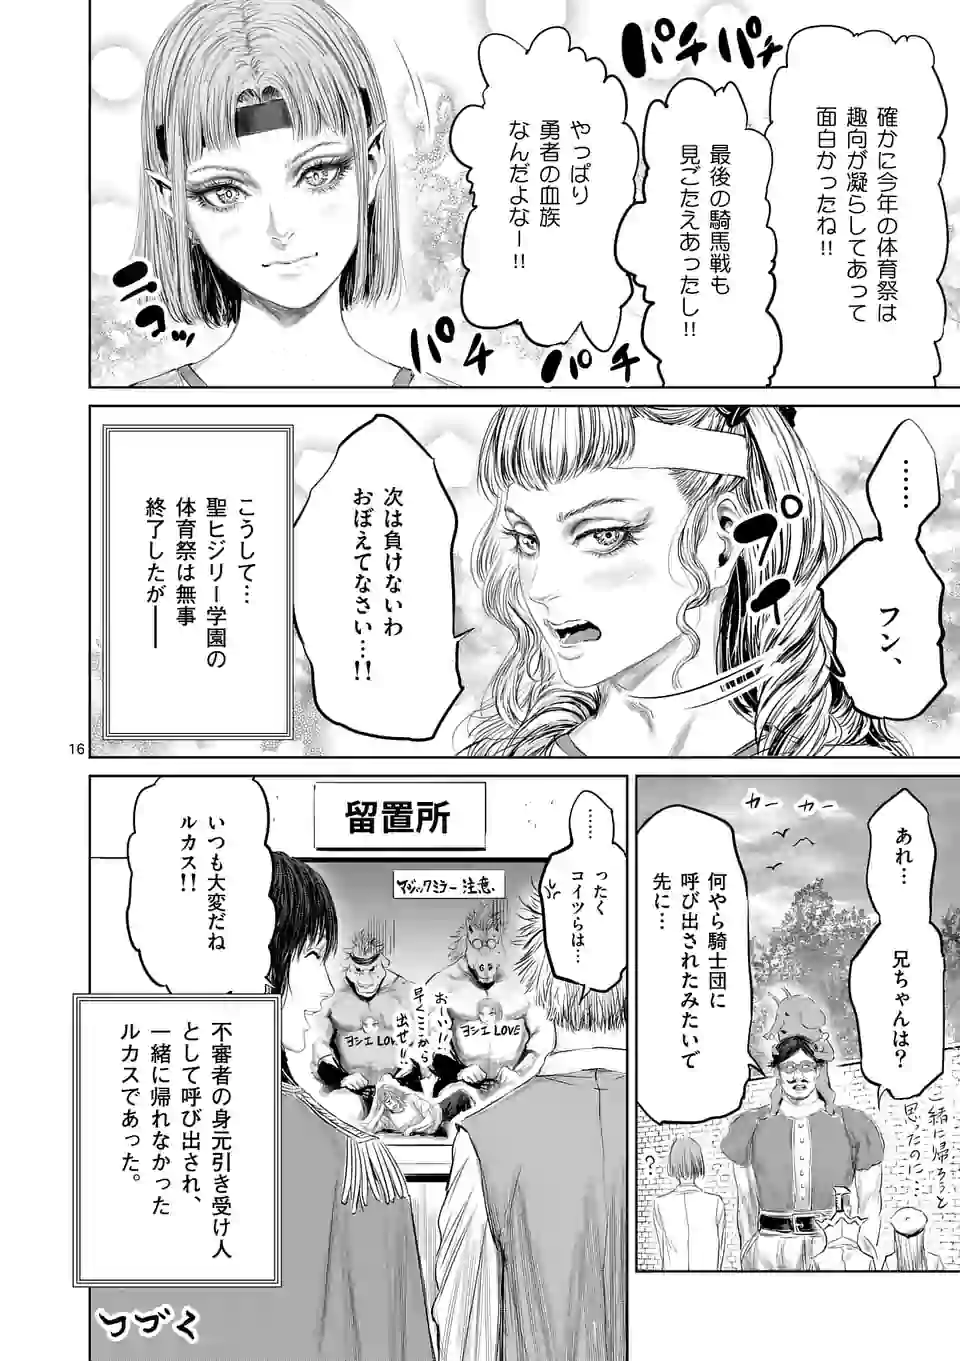 確かに今年の体育祭は
趣向が凝らしてあって
面白かったね!!
パチパチ
最後の騎馬戦も
見ごたえあったし!!
やっぱり
勇者の血族
なんだよなー!!
ニコッ
パチ
パチ
……
フン、
プイッ
次は負けないわ
おぼえてなさい…!!
こうして…
聖ヒジリー学園の
体育祭は無事
終了したが──
16
カーカー
あれ…
兄ちゃんは?
何やら騎士団に
呼び出されたみたいで
先に…
一緒に帰ろうと
思ったのに…
?
?
留置所
マジックミラー注意、
……
ったく
コイツらは…
おーい!
早くここから
出せ!!
ヨシエLOVE
ヨシエLOVE
いつも大変だね
ルカス!!
不審者の身元引き受け人
として呼び出され、
一緒に帰れなかった
ルカスであった。
つづく